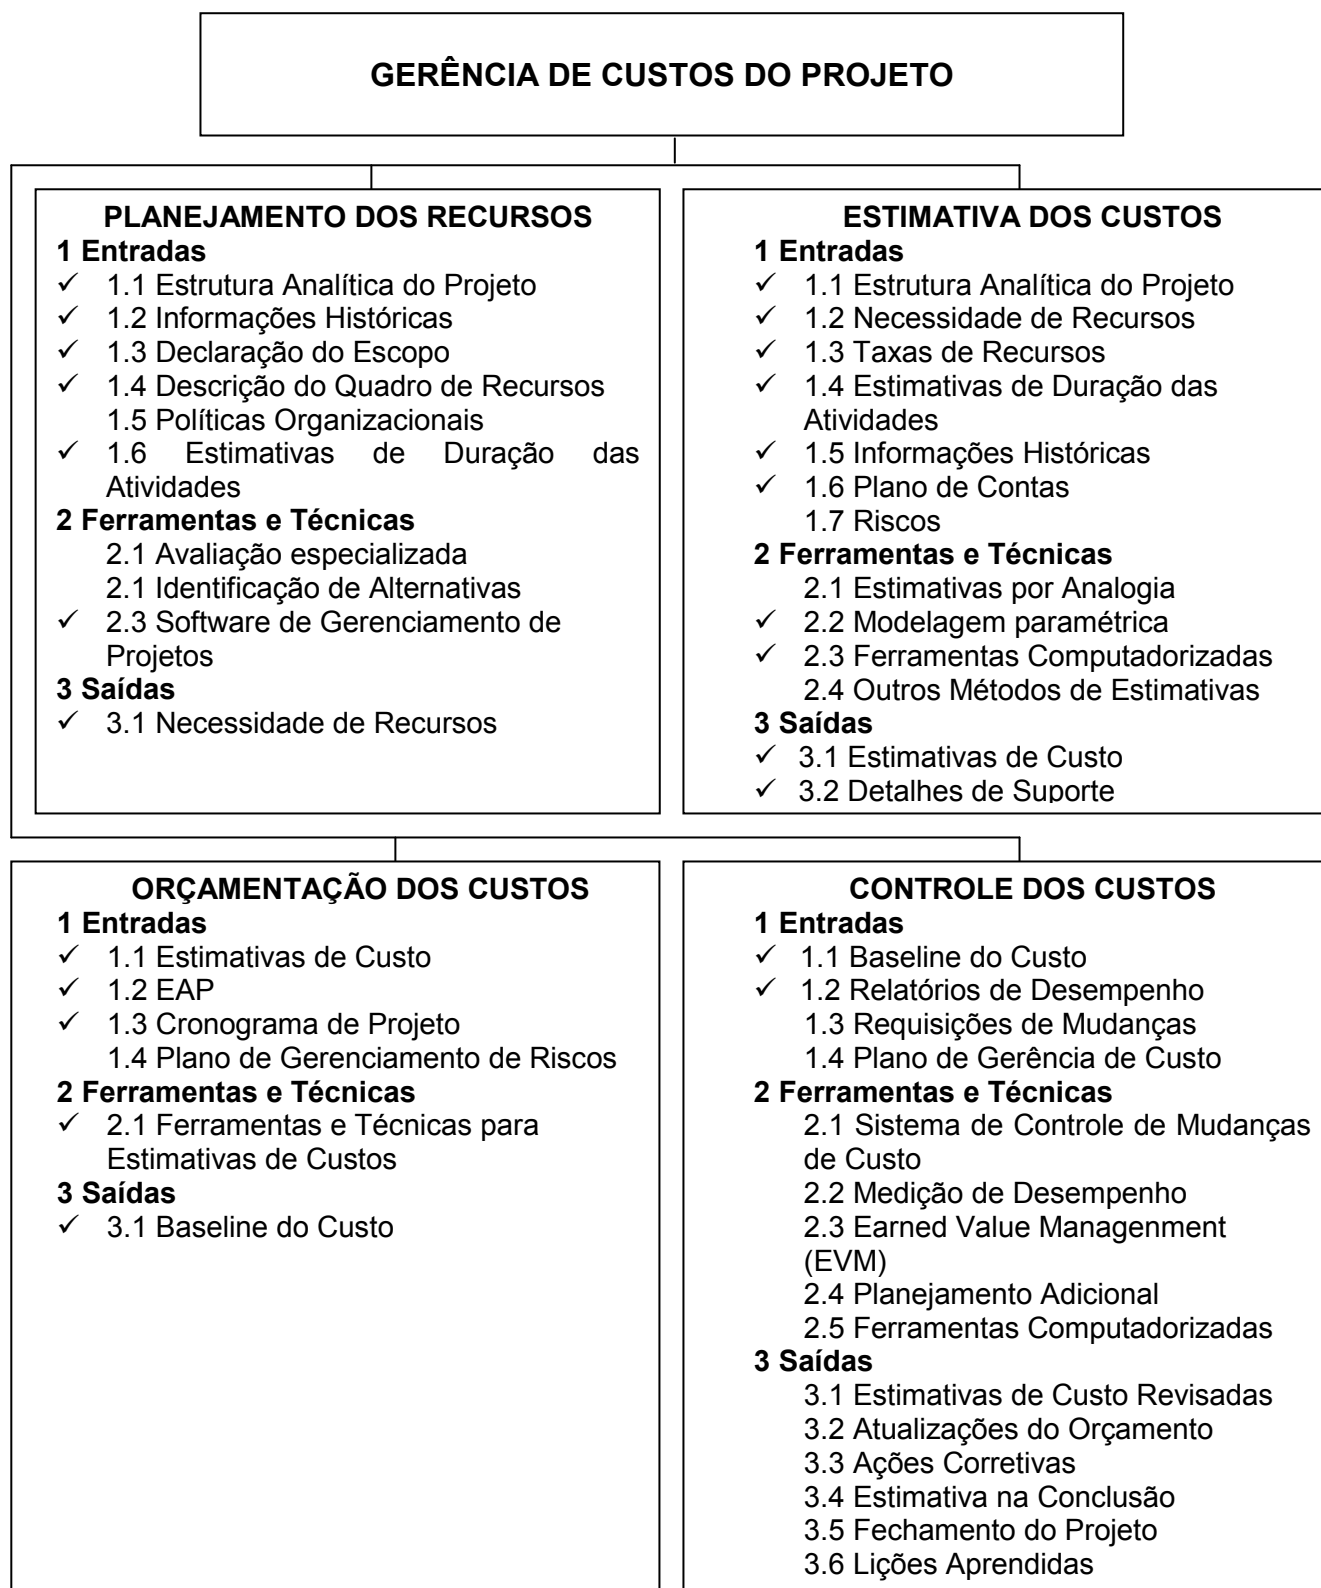 GERÊNCIA DE CUSTOS DO PROJETO
PLANEJAMENTO DOS RECURSOS
1 Entradas
✓ 1.1 Estrutura Analítica do Projeto
✓ 1.2 Informações Históricas
✓ 1.3 Declaração do Escopo
✓ 1.4 Descrição do Quadro de Recursos
1.5 Políticas Organizacionais
✓ 1.6 Estimativas de Duração das
Atividades
2 Ferramentas e Técnicas
2.1 Avaliação especializada
2.1 Identificação de Alternativas
✓ 2.3 Software de Gerenciamento de
Projetos
3 Saídas
✓ 3.1 Necessidade de Recursos
ESTIMATIVA DOS CUSTOS
1 Entradas
✓ 1.1 Estrutura Analítica do Projeto
✓ 1.2 Necessidade de Recursos
✓ 1.3 Taxas de Recursos
✓ 1.4 Estimativas de Duração das
Atividades
✓ 1.5 Informações Históricas
✓ 1.6 Plano de Contas
1.7 Riscos
2 Ferramentas e Técnicas
2.1 Estimativas por Analogia
✓ 2.2 Modelagem paramétrica
✓ 2.3 Ferramentas Computadorizadas
2.4 Outros Métodos de Estimativas
3 Saídas
✓ 3.1 Estimativas de Custo
✓ 3.2 Detalhes de Suporte
ORÇAMENTAÇÃO DOS CUSTOS
1 Entradas
✓ 1.1 Estimativas de Custo
✓ 1.2 EAP
✓ 1.3 Cronograma de Projeto
1.4 Plano de Gerenciamento de Riscos
2 Ferramentas e Técnicas
✓ 2.1 Ferramentas e Técnicas para
Estimativas de Custos
3 Saídas
✓ 3.1 Baseline do Custo
CONTROLE DOS CUSTOS
1 Entradas
✓ 1.1 Baseline do Custo
✓ 1.2 Relatórios de Desempenho
1.3 Requisições de Mudanças
1.4 Plano de Gerência de Custo
2 Ferramentas e Técnicas
2.1 Sistema de Controle de Mudanças
de Custo
2.2 Medição de Desempenho
2.3 Earned Value Managenment
(EVM)
2.4 Planejamento Adicional
2.5 Ferramentas Computadorizadas
3 Saídas
3.1 Estimativas de Custo Revisadas
3.2 Atualizações do Orçamento
3.3 Ações Corretivas
3.4 Estimativa na Conclusão
3.5 Fechamento do Projeto
3.6 Lições Aprendidas